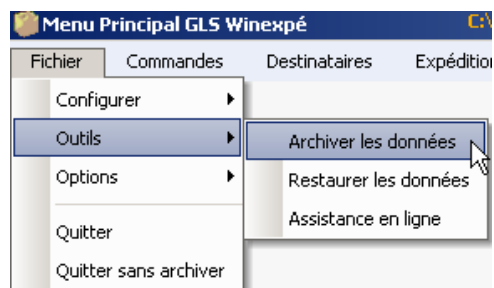 Menu Principal GLS Winexpé C:\
Fichier Commandes Destinataires Expéditio
Configurer
Outils
Options
Quitter
Quitter sans archiver
Archiver les données
Restaurer les données
Assistance en ligne